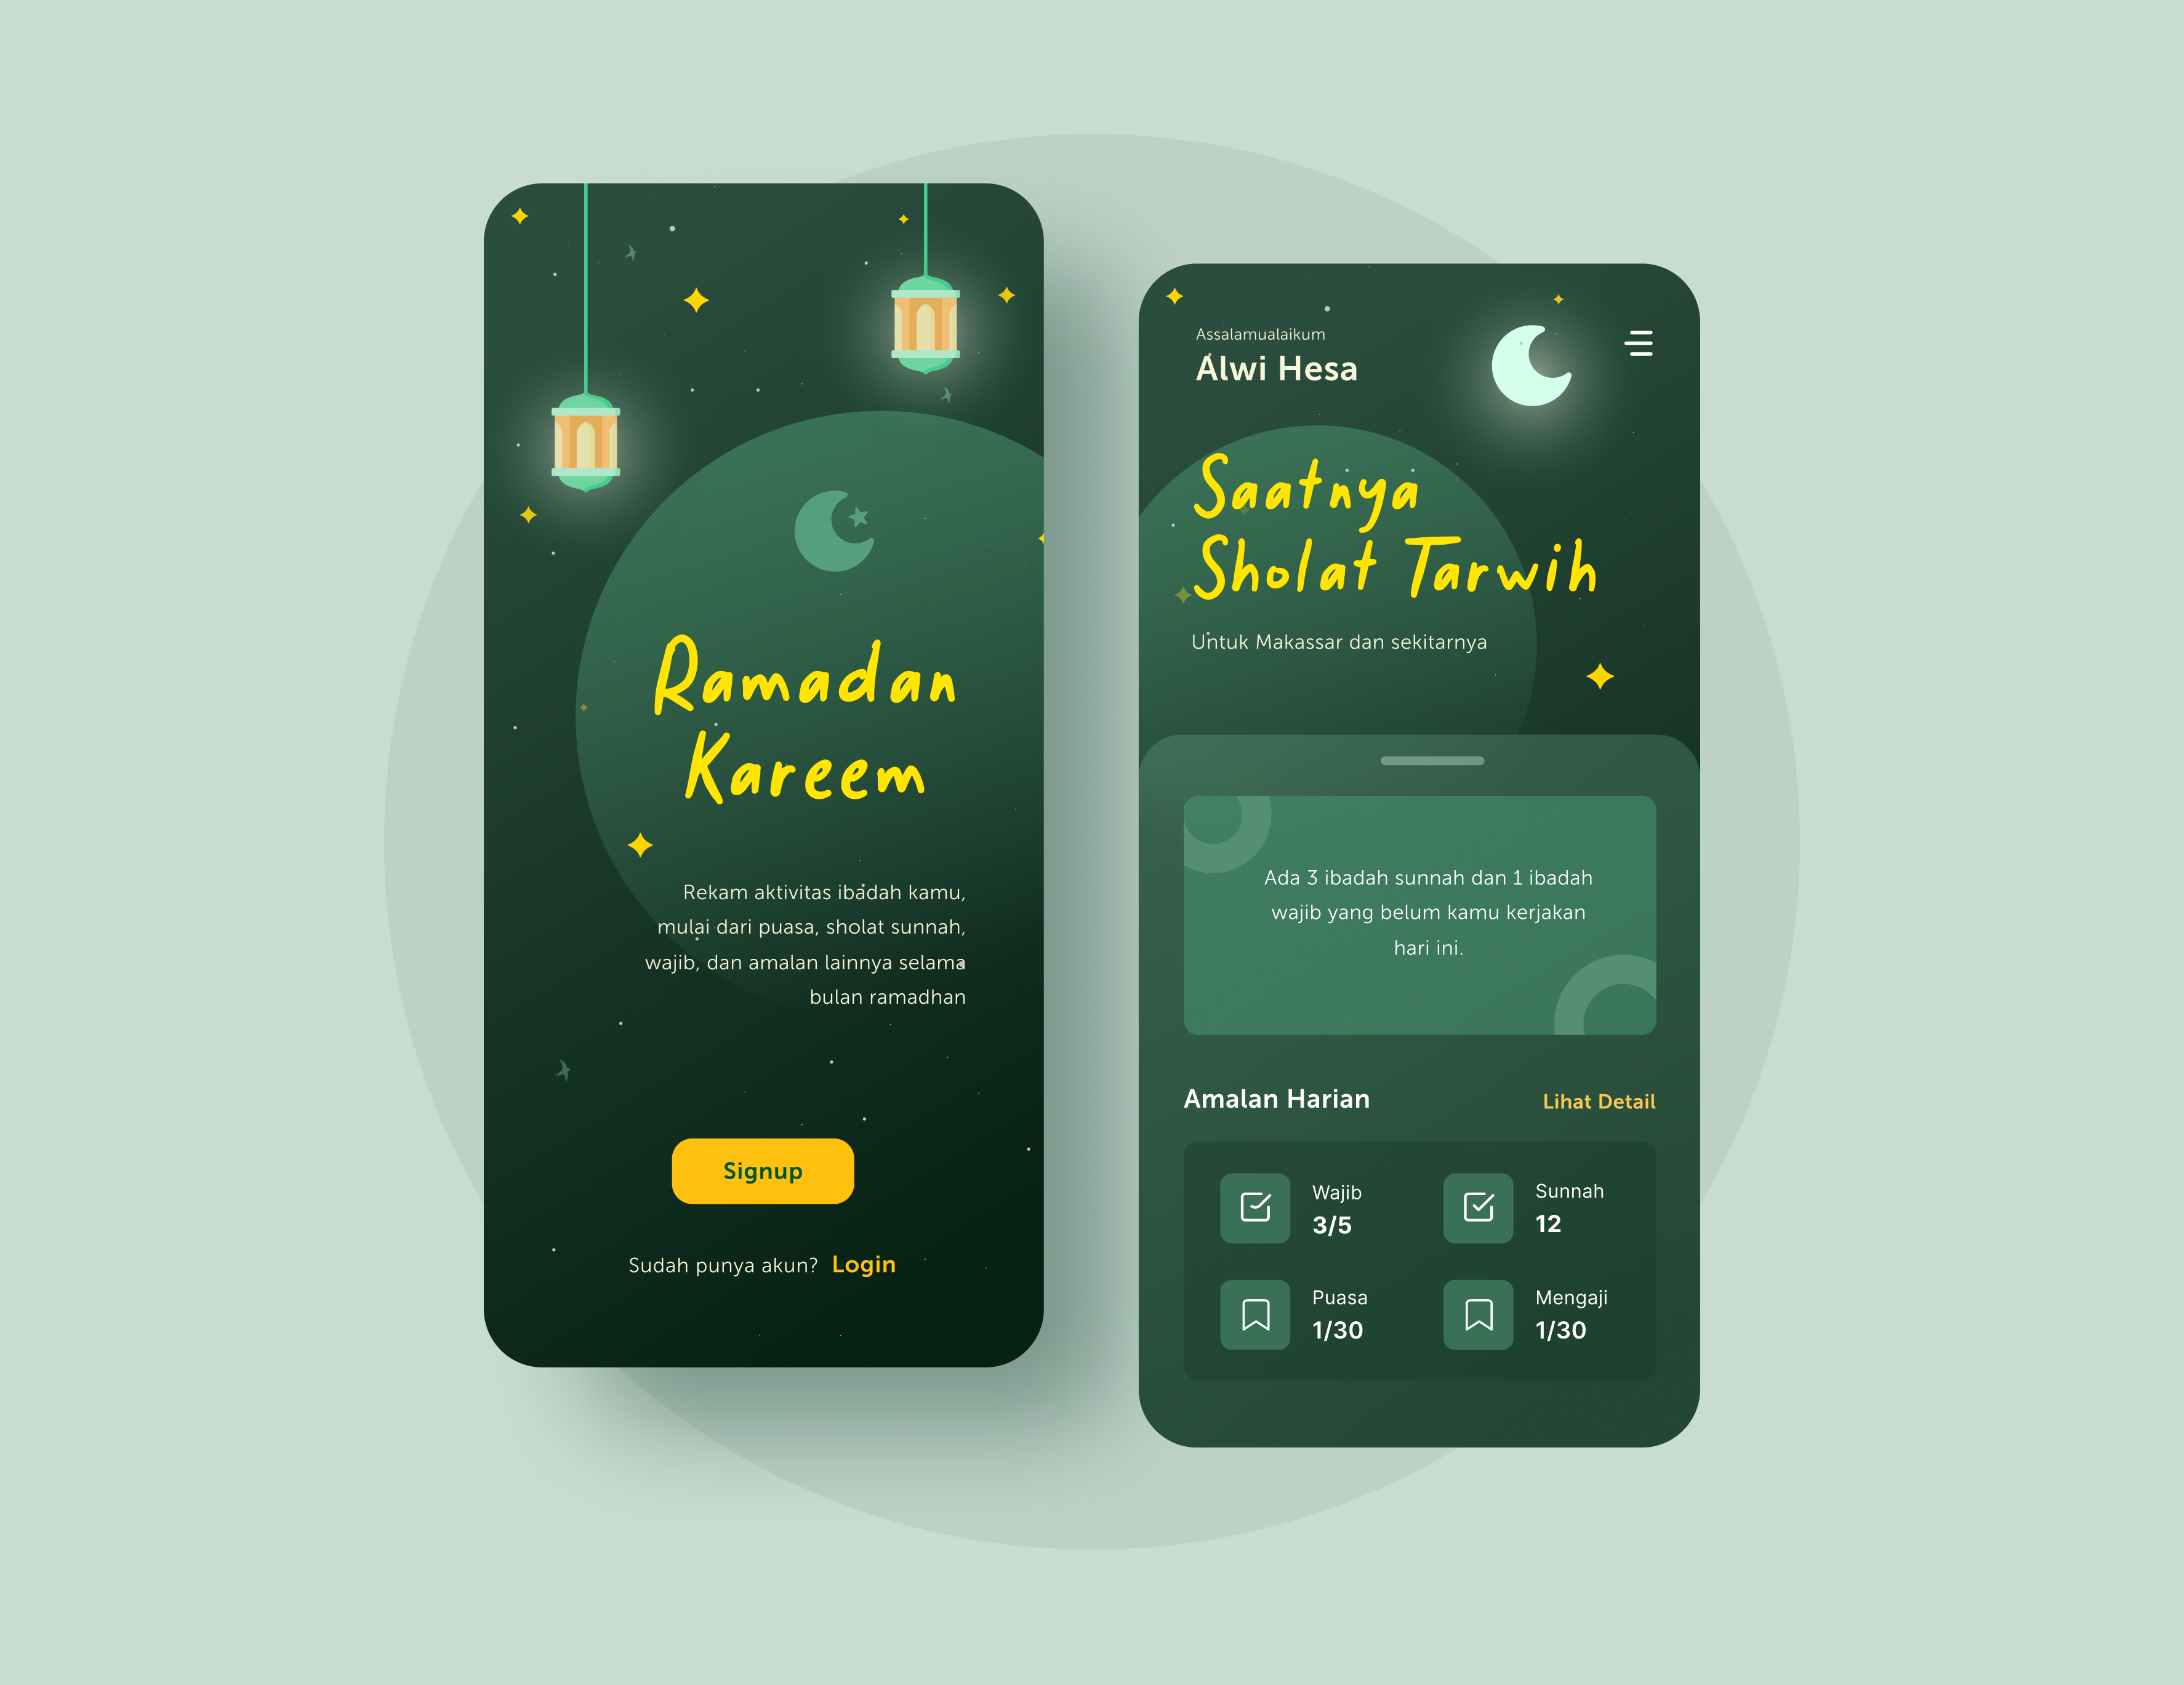 Ramadan
Kareem
Rekam aktivitas ibadah kamu,
mulai dari puasa, sholat sunnah,
wajib, dan amalan lainnya selama
bulan ramadhan
Signup
Sudah punya akun? Login
Assalamualaikum
Alwi Hesa
Saatnya
Sholat Tarwih
Untuk Makassar dan sekitarnya
Ada 3 ibadah sunnah dan 1 ibadah
wajib yang belum kamu kerjakan
hari ini.
Amalan Harian
Lihat Detail
Wajib
3/5
Sunnah
12
Puasa
1/30
Mengaji
1/30